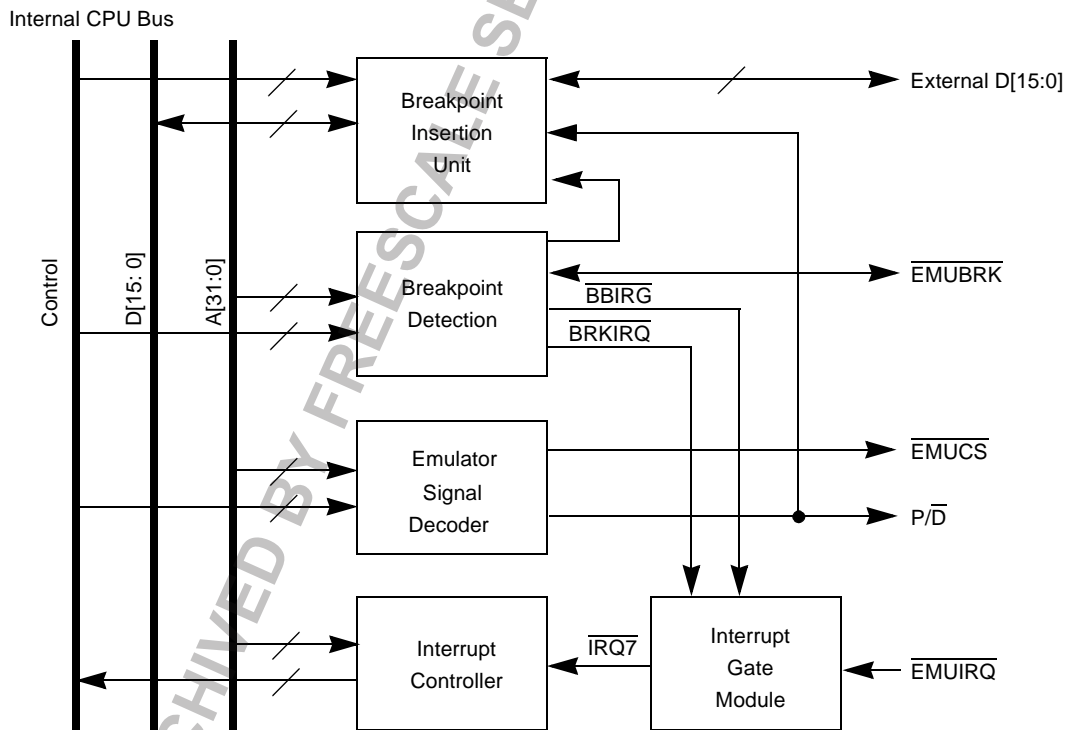 Internal CPU Bus
Control
D[15: 0]
A[31:0]
Breakpoint
Insertion
Unit
External D[15:0]
Breakpoint
Detection
EMUBRK
BBIRG
BRKIRQ
Emulator
Signal
Decoder
EMUCS
P/D
Interrupt
Controller
IRQ7
Interrupt
Gate
Module
EMUIRQ
CHIVED BY FREESCALE SE